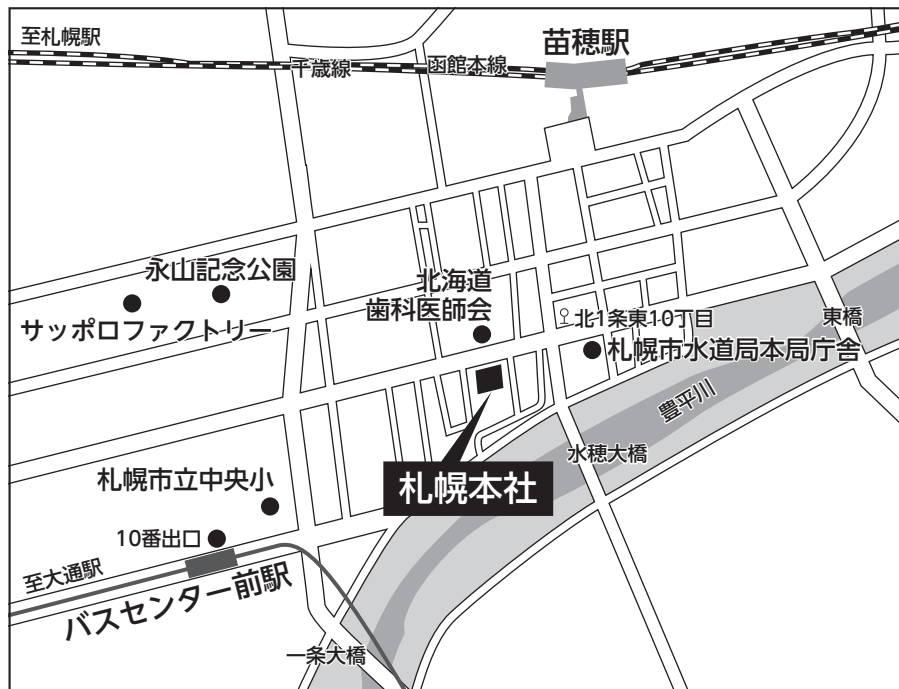 至札幌駅
苗穂駅
千歳線
函館本線
永山記念公園
サッポロファクトリー
北海道
歯科医師会
北1条東10丁目
札幌市水道局本局庁舎
東橋
豊平川
水穂大橋
札幌本社
札幌市立中央小
10番出口
至大通駅
バスセンター前駅
一条大橋